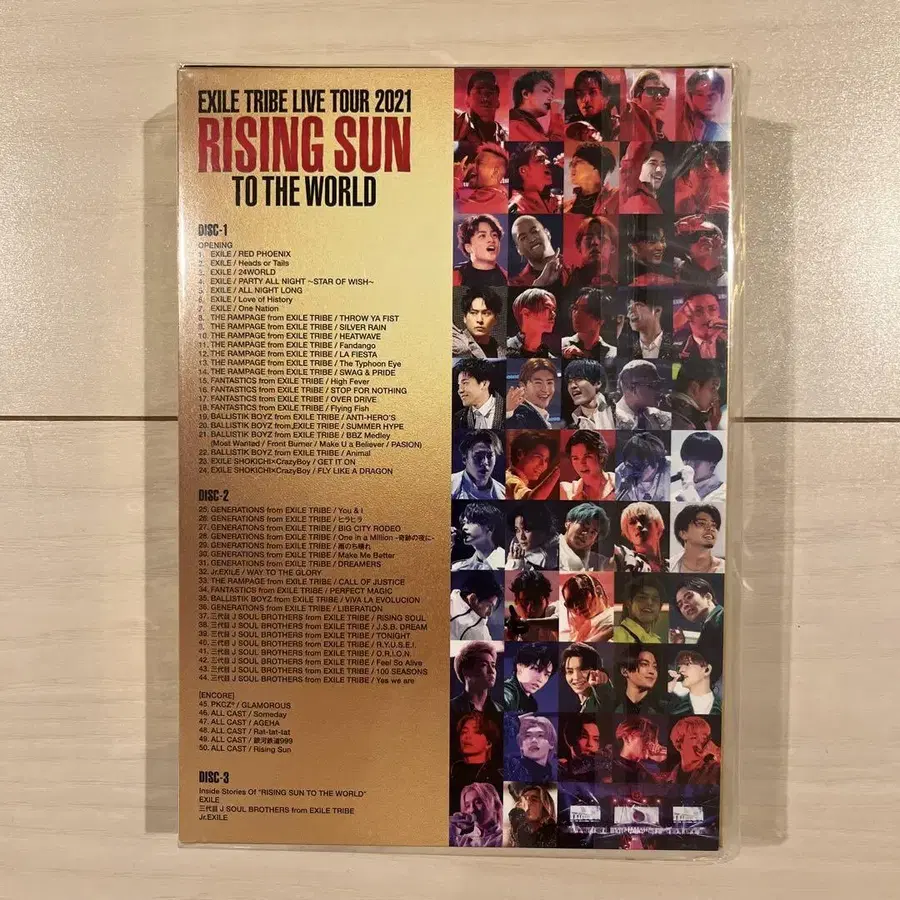 EXILE TRIBE LIVE TOUR 2021
RISING SUN
TO THE WORLD
DISC-1
OPENING
1. EXILE / RED PHOENIX
2. EXILE / Heads or Tails
3. EXILE / 24WORLD
4. EXILE / PARTY ALL NIGHT ～STAR OF WISH～
5. EXILE / ALL NIGHT LONG
6. EXILE / Love of History
7. EXILE / One Nation
8. THE RAMPAGE from EXILE TRIBE / THROW YA FIST
9. THE RAMPAGE from EXILE TRIBE / SILVER RAIN
10. THE RAMPAGE from EXILE TRIBE / HEATWAVE
11. THE RAMPAGE from EXILE TRIBE / Fandango
12. THE RAMPAGE from EXILE TRIBE / LA FIESTA
13. THE RAMPAGE from EXILE TRIBE / The Typhoon Eye
14. THE RAMPAGE from EXILE TRIBE / SWAG & PRIDE
15. FANTASTICS from EXILE TRIBE / High Fever
16. FANTASTICS from EXILE TRIBE / STOP FOR NOTHING
17. FANTASTICS from EXILE TRIBE / OVER DRIVE
18. FANTASTICS from EXILE TRIBE / Flying Fish
19. BALLISTIK BOYZ from EXILE TRIBE / ANTI-HERO'S
20. BALLISTIK BOYZ from EXILE TRIBE / SUMMER HYPE
21. BALLISTIK BOYZ from EXILE TRIBE / BBZ Medley
(Most Wanted / Front Burner / Make U a Believer / PASION)
22. BALLISTIK BOYZ from EXILE TRIBE / Animal
23. EXILE SHOKICHI×CrazyBoy / GET IT ON
24. EXILE SHOKICHI×CrazyBoy / FLY LIKE A DRAGON
DISC-2
25. GENERATIONS from EXILE TRIBE / You & I
26. GENERATIONS from EXILE TRIBE / ヒラヒラ
27. GENERATIONS from EXILE TRIBE / BIG CITY RODEO
28. GENERATIONS from EXILE TRIBE / One in a Million -奇跡の夜に-
29. GENERATIONS from EXILE TRIBE / 雨のち晴れ
30. GENERATIONS from EXILE TRIBE / Make Me Better
31. GENERATIONS from EXILE TRIBE / DREAMERS
32. Jr.EXILE / WAY TO THE GLORY
33. THE RAMPAGE from EXILE TRIBE / CALL OF JUSTICE
34. FANTASTICS from EXILE TRIBE / PERFECT MAGIC
35. BALLISTIK BOYZ from EXILE TRIBE / VIVA LA EVOLUCION
36. GENERATIONS from EXILE TRIBE / LIBERATION
37. 三代目 J SOUL BROTHERS from EXILE TRIBE / RISING SOUL
38. 三代目 J SOUL BROTHERS from EXILE TRIBE / J.S.B. DREAM
39. 三代目 J SOUL BROTHERS from EXILE TRIBE / TONIGHT
40. 三代目 J SOUL BROTHERS from EXILE TRIBE / R.Y.U.S.E.I.
41. 三代目 J SOUL BROTHERS from EXILE TRIBE / O.R.I.O.N.
42. 三代目 J SOUL BROTHERS from EXILE TRIBE / Feel So Alive
43. 三代目 J SOUL BROTHERS from EXILE TRIBE / 100 SEASONS
44. 三代目 J SOUL BROTHERS from EXILE TRIBE / Yes we are
[ENCORE]
45. PKCZ® / GLAMOROUS
46. ALL CAST / Someday
47. ALL CAST / AGEHA
48. ALL CAST / Rat-tat-tat
49. ALL CAST / 銀河鉄道999
50. ALL CAST / Rising Sun
DISC-3
Inside Stories Of "RISING SUN TO THE WORLD"
EXILE
三代目 J SOUL BROTHERS from EXILE TRIBE
Jr.EXILE